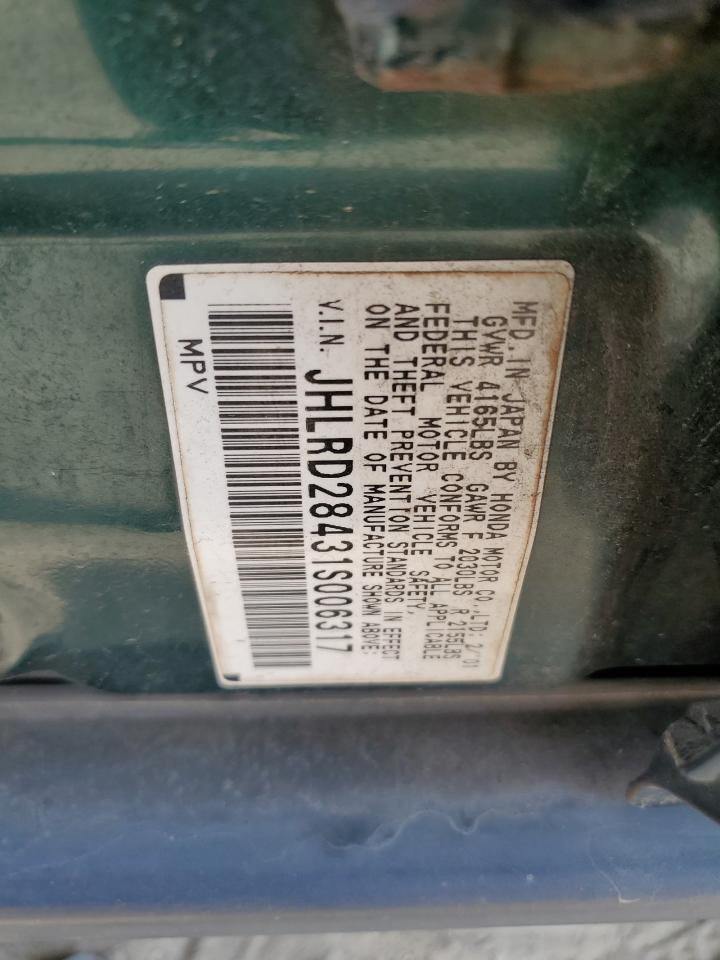 MFD. IN JAPAN BY HONDA MOTOR CO.,LTD: 2/'01
GVWR 4165LBS GAWR F 2030LBS R 2155LBS
THIS VEHICLE CONFORMS TO ALL APPLICABLE
FEDERAL MOTOR VEHICLE SAFETY,
AND THEFT PREVENTION STANDARDS IN EFFECT
ON THE DATE OF MANUFACTURE SHOWN ABOVE:
V.I.N. JHLRD28431S006317
MPV